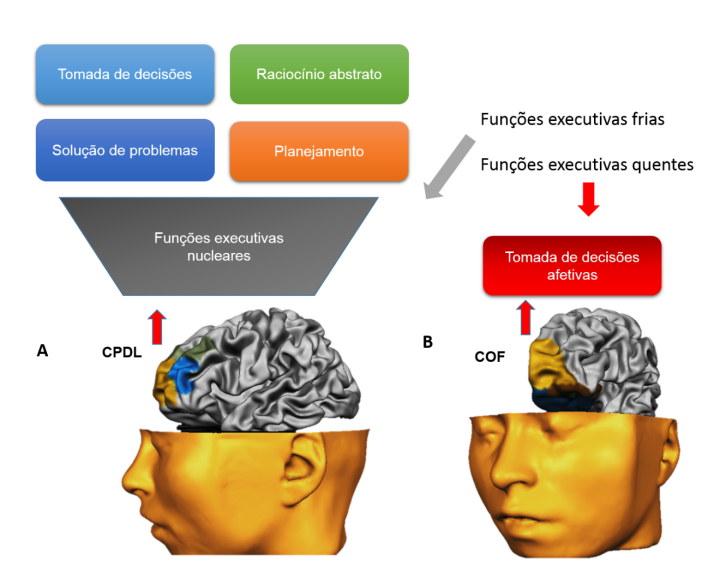 Tomada de decisões
Raciocínio abstrato
Solução de problemas
Planejamento
Funções executivas frias
Funções executivas quentes
Funções executivas
nucleares
Tomada de decisões
afetivas
A
CPDL
B
COF